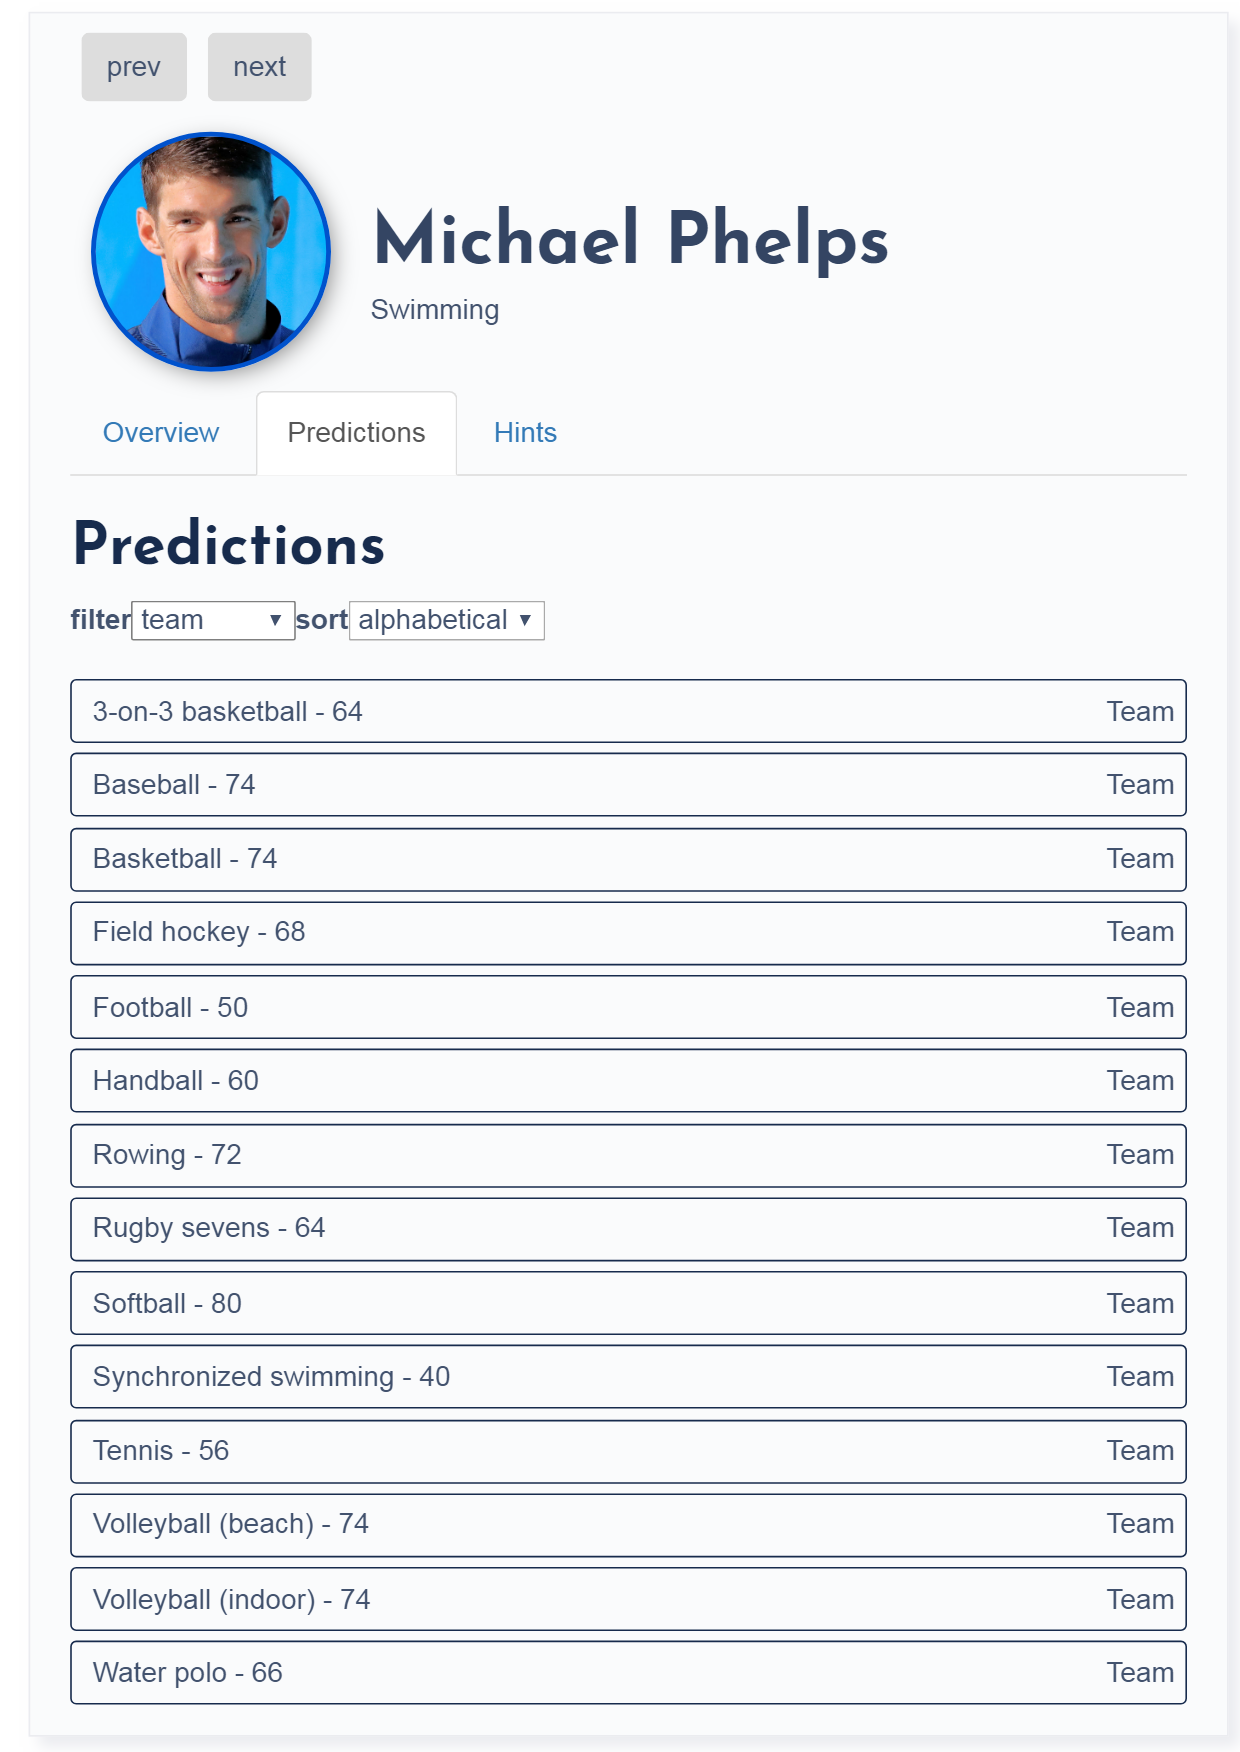 prev next
Michael Phelps
Swimming
Overview Predictions Hints
Predictions
filter team ▼ sort alphabetical ▼
3-on-3 basketball - 64 Team
Baseball - 74 Team
Basketball - 74 Team
Field hockey - 68 Team
Football - 50 Team
Handball - 60 Team
Rowing - 72 Team
Rugby sevens - 64 Team
Softball - 80 Team
Synchronized swimming - 40 Team
Tennis - 56 Team
Volleyball (beach) - 74 Team
Volleyball (indoor) - 74 Team
Water polo - 66 Team